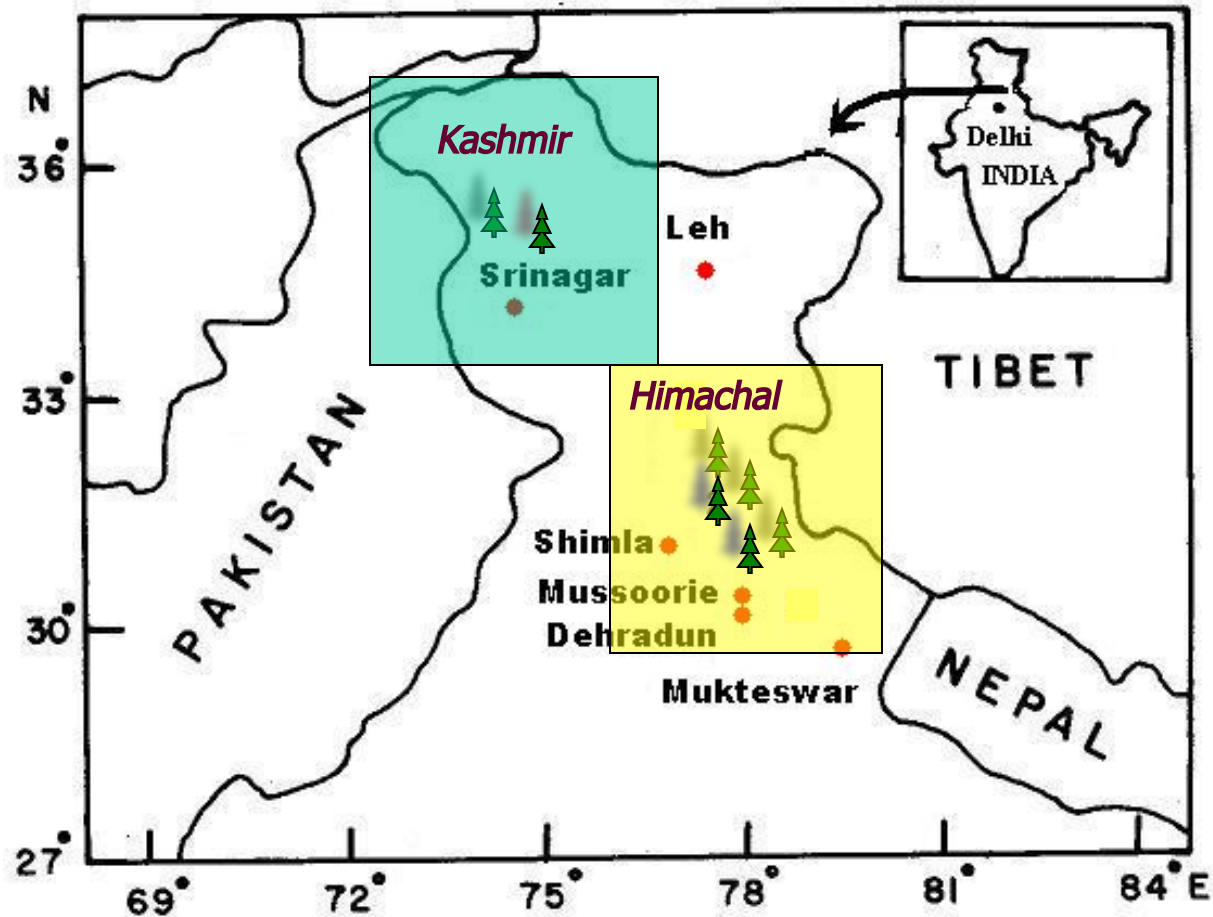 N
36°
33°
30°
27°
69°
72°
75°
78°
81°
84° E
Kashmir
Srinagar
Leh
Delhi
INDIA
TIBET
Himachal
PAKISTAN
Shimla
Mussoorie
Dehradun
Mukteswar
NEPAL